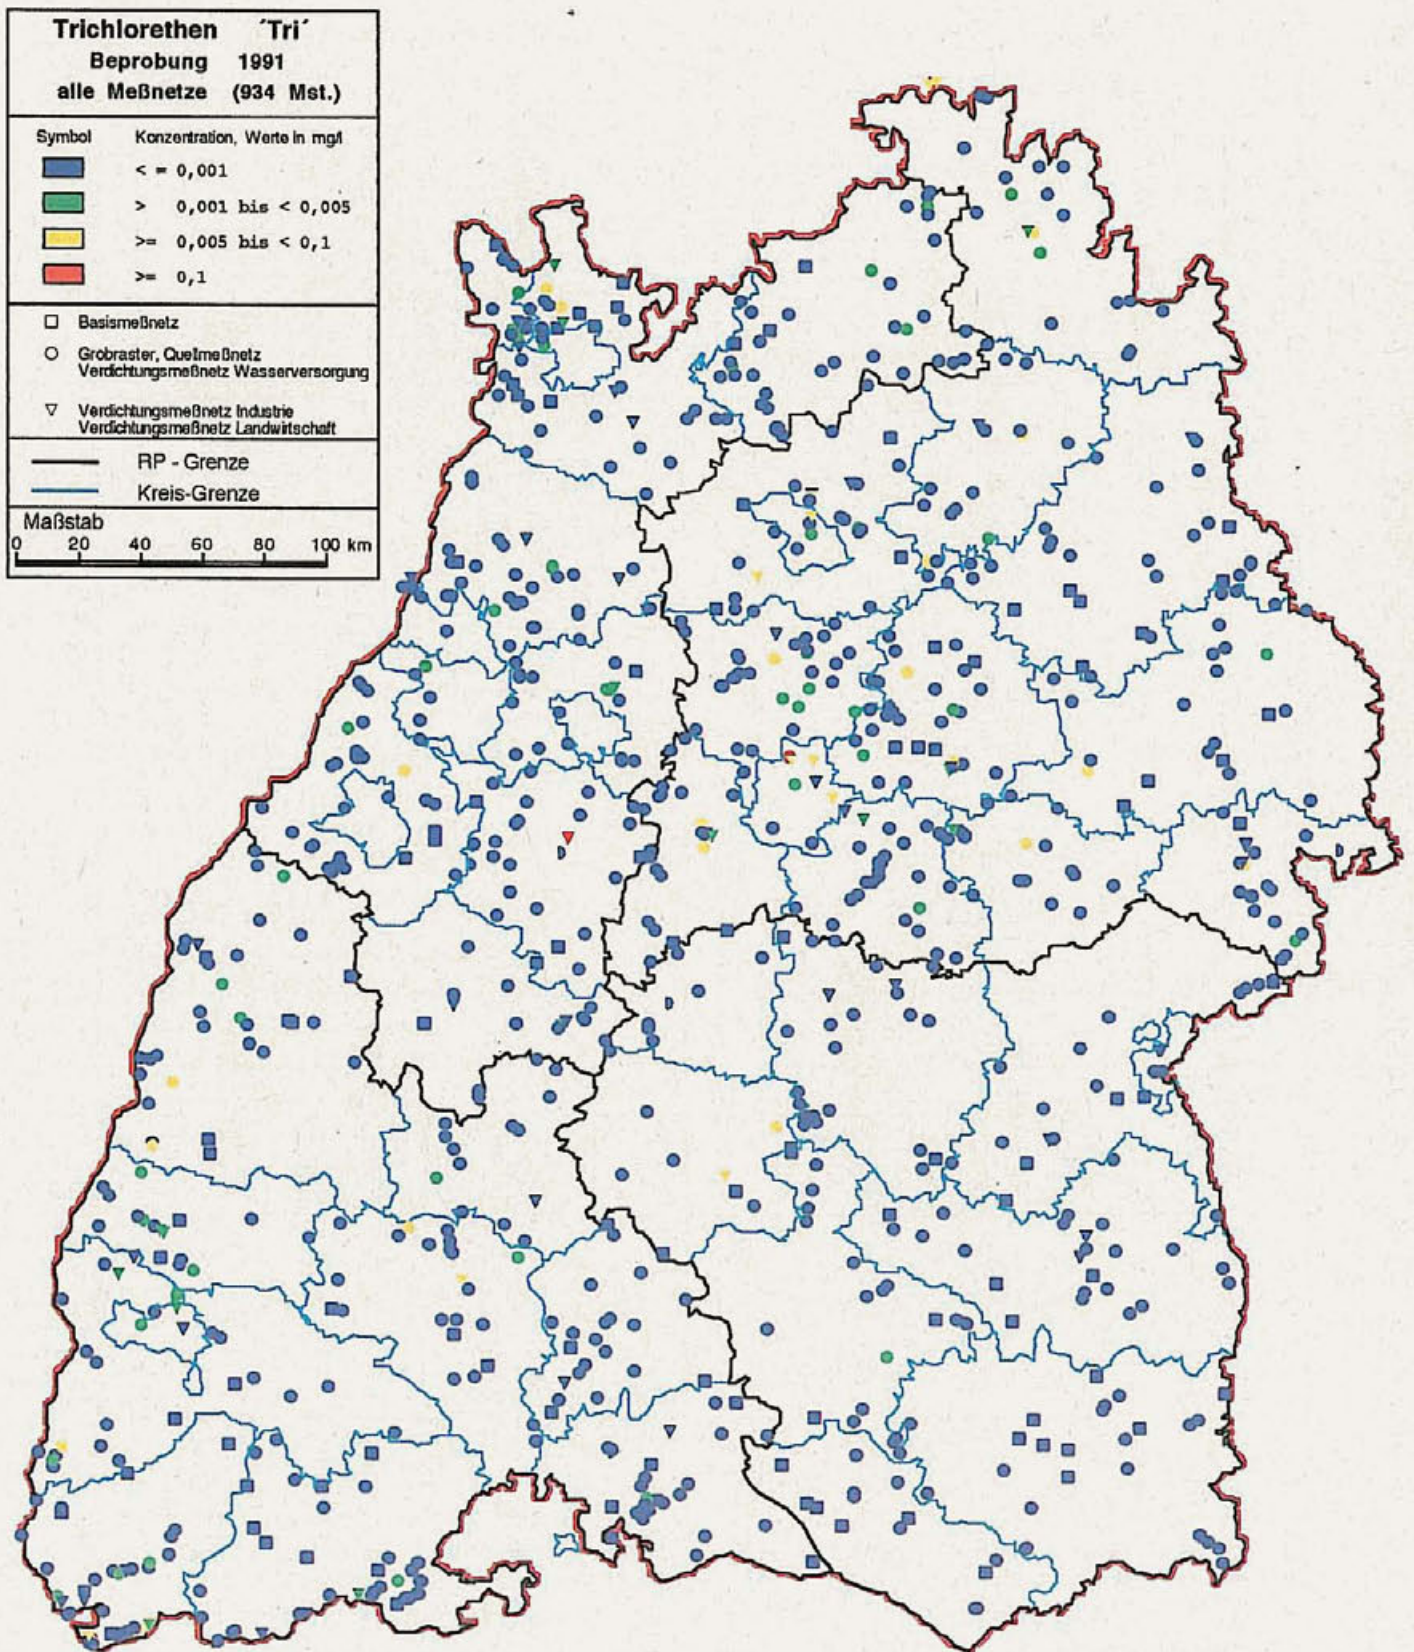 Trichlorethen ´Tri´
Beprobung 1991
alle Meßnetze (934 Mst.)
Symbol Konzentration, Werte in mg/l
< = 0,001
> 0,001 bis < 0,005
>= 0,005 bis < 0,1
>= 0,1
Basismeßnetz
Grobraster, Quellmeßnetz
Verdichtungsmeßnetz Wasserversorgung
Verdichtungsmeßnetz Industrie
Verdichtungsmeßnetz Landwirtschaft
RP - Grenze
Kreis-Grenze
Maßstab
0 20 40 60 80 100 km